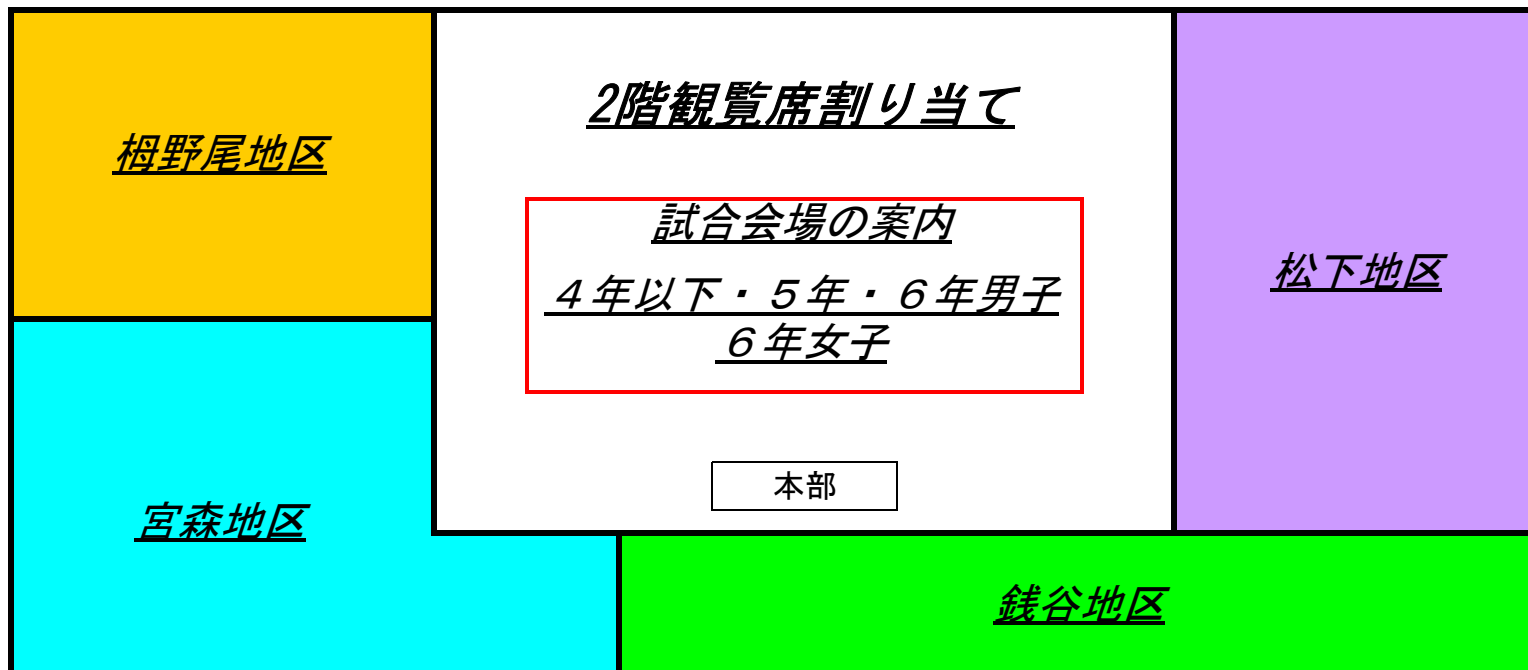 2階観覧席割り当て
栂野尾地区
試合会場の案内
４年以下・５年・６年男子
６年女子
松下地区
本部
宮森地区
銭谷地区